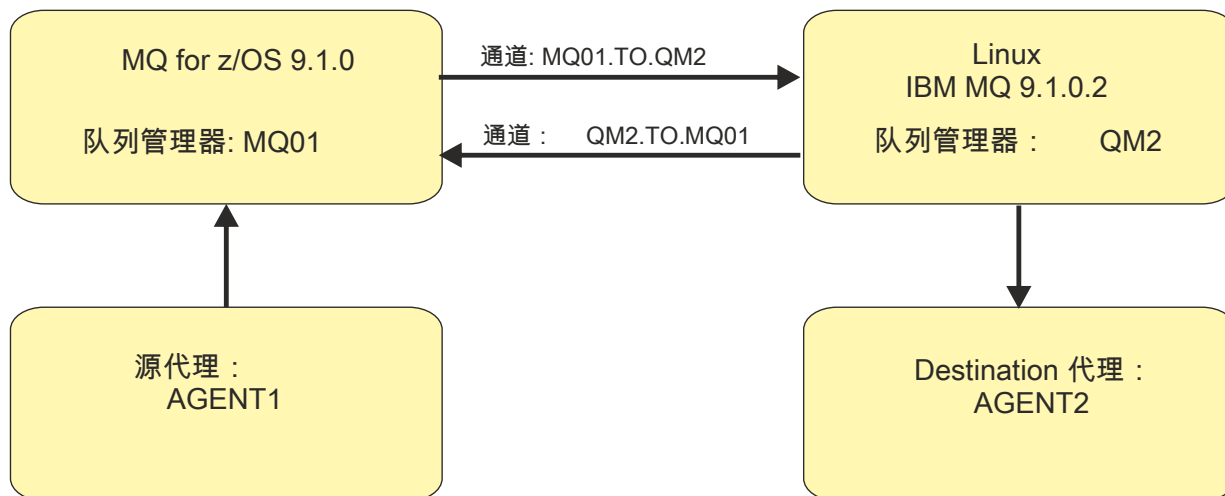 MQ for z/OS 9.1.0
队列管理器: MQ01
通道: MQ01.TO.QM2
通道： QM2.TO.MQ01
Linux
IBM MQ 9.1.0.2
队列管理器： QM2
源代理：
AGENT1
Destination 代理：
AGENT2